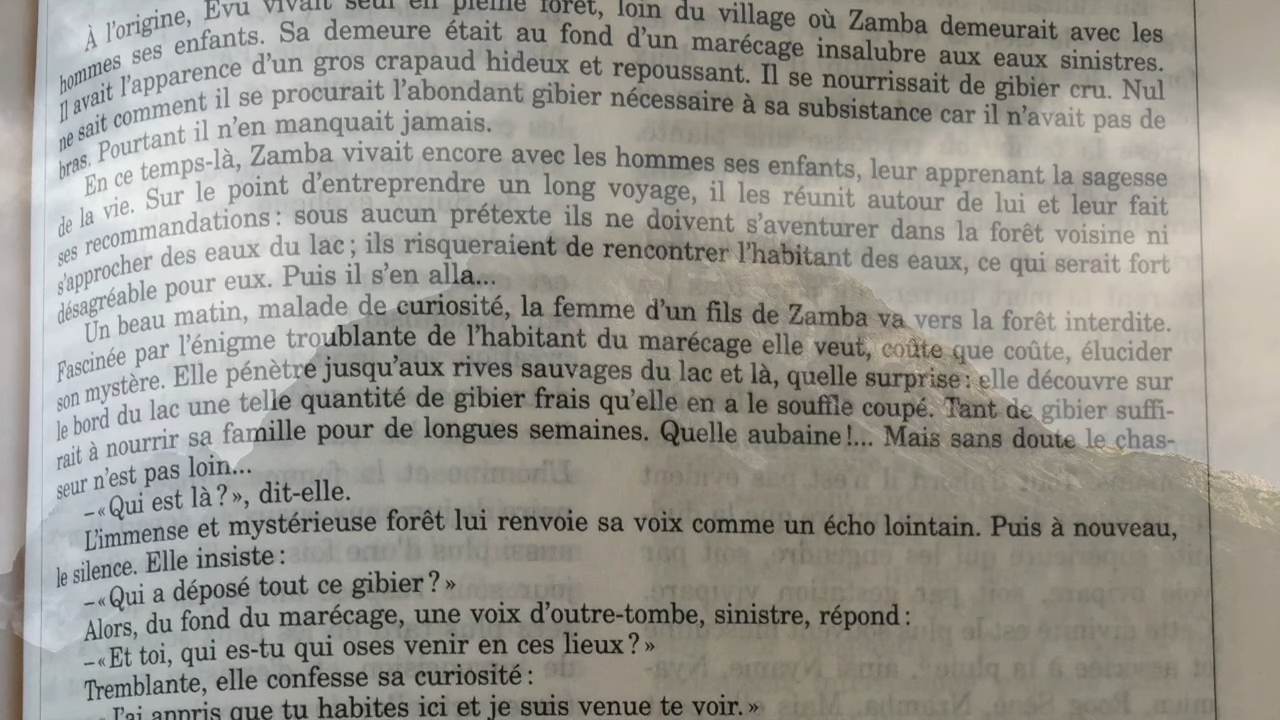 À l'origine, Evu vivait seul en pleine forêt, loin du village où Zamba demeurait avec les
hommes ses enfants. Sa demeure était au fond d'un marécage insalubre aux eaux sinistres.
Il avait l'apparence d'un gros crapaud hideux et repoussant. Il se nourrissait de gibier cru. Nul
ne sait comment il se procurait l'abondant gibier nécessaire à sa subsistance car il n'avait pas de
bras. Pourtant il n'en manquait jamais.
En ce temps-là, Zamba vivait encore avec les hommes ses enfants, leur apprenant la sagesse
de la vie. Sur le point d'entreprendre un long voyage, il les réunit autour de lui et leur fait
ses recommandations : sous aucun prétexte ils ne doivent s'aventurer dans la forêt voisine ni
s'approcher des eaux du lac ; ils risqueraient de rencontrer l'habitant des eaux, ce qui serait fort
désagréable pour eux. Puis il s'en alla...
Un beau matin, malade de curiosité, la femme d'un fils de Zamba va vers la forêt interdite.
Fascinée par l'énigme troublante de l'habitant du marécage elle veut, coûte que coûte, élucider
son mystère. Elle pénètre jusqu'aux rives sauvages du lac et là, quelle surprise : elle découvre sur
le bord du lac une telle quantité de gibier frais qu'elle en a le souffle coupé. Tant de gibier suffi-
rait à nourrir sa famille pour de longues semaines. Quelle aubaine !... Mais sans doute le chas-
seur n'est pas loin...
–« Qui est là ? », dit-elle.
L'immense et mystérieuse forêt lui renvoie sa voix comme un écho lointain. Puis à nouveau,
le silence. Elle insiste :
–« Qui a déposé tout ce gibier ? »
Alors, du fond du marécage, une voix d'outre-tombe, sinistre, répond :
–« Et toi, qui es-tu qui oses venir en ces lieux ? »
Tremblante, elle confesse sa curiosité :
J'ai appris que tu habites ici et je suis venue te voir. »